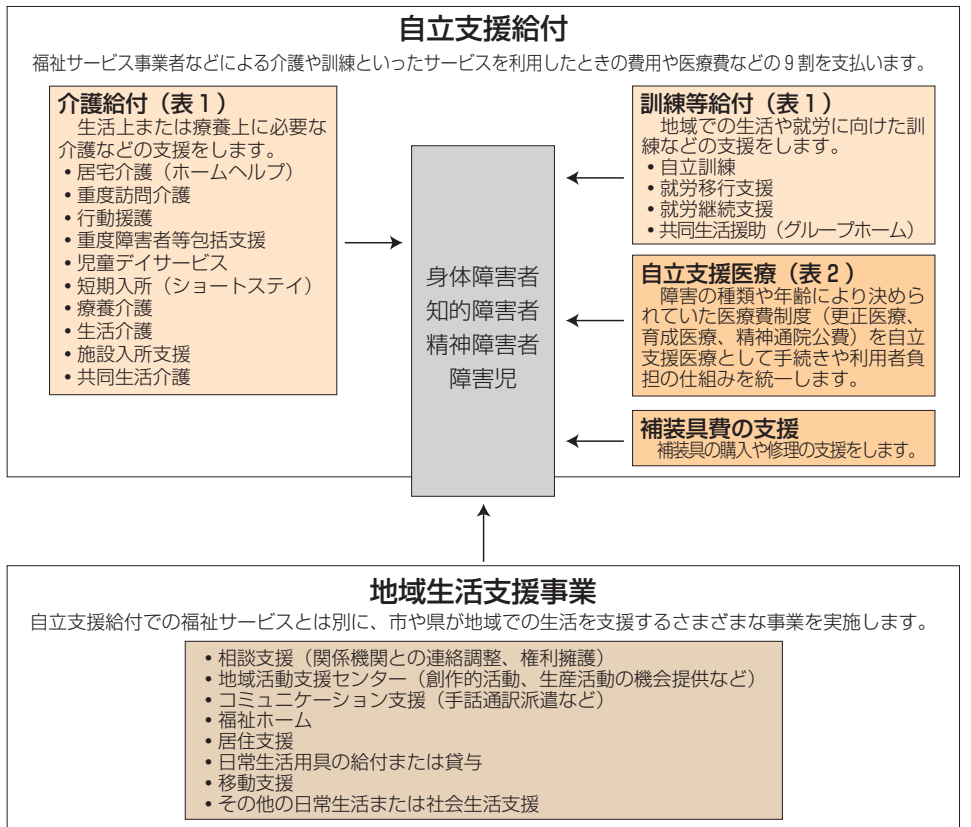 自立支援給付
福祉サービス事業者などによる介護や訓練といったサービスを利用したときの費用や医療費などの9割を支払います。
介護給付（表1）
生活上または療養上に必要な
介護などの支援をします。
•居宅介護（ホームヘルプ）
•重度訪問介護
•行動援護
•重度障害者等包括支援
•児童デイサービス
•短期入所（ショートステイ）
•療養介護
•生活介護
•施設入所支援
•共同生活介護
身体障害者
知的障害者
精神障害者
障害児
訓練等給付（表1）
地域での生活や就労に向けた訓
練などの支援をします。
•自立訓練
•就労移行支援
•就労継続支援
•共同生活援助（グループホーム）
自立支援医療（表2）
障害の種類や年齢により決めら
れていた医療費制度（更正医療、
育成医療、精神通院公費）を自立
支援医療として手続きや利用者負
担の仕組みを統一します。
補装具費の支援
補装具の購入や修理の支援をします。
地域生活支援事業
自立支援給付での福祉サービスとは別に、市や県が地域での生活を支援するさまざまな事業を実施します。
•相談支援（関係機関との連絡調整、権利擁護）
•地域活動支援センター（創作的活動、生産活動の機会提供など）
•コミュニケーション支援（手話通訳派遣など）
•福祉ホーム
•居住支援
•日常生活用具の給付または貸与
•移動支援
•その他の日常生活または社会生活支援